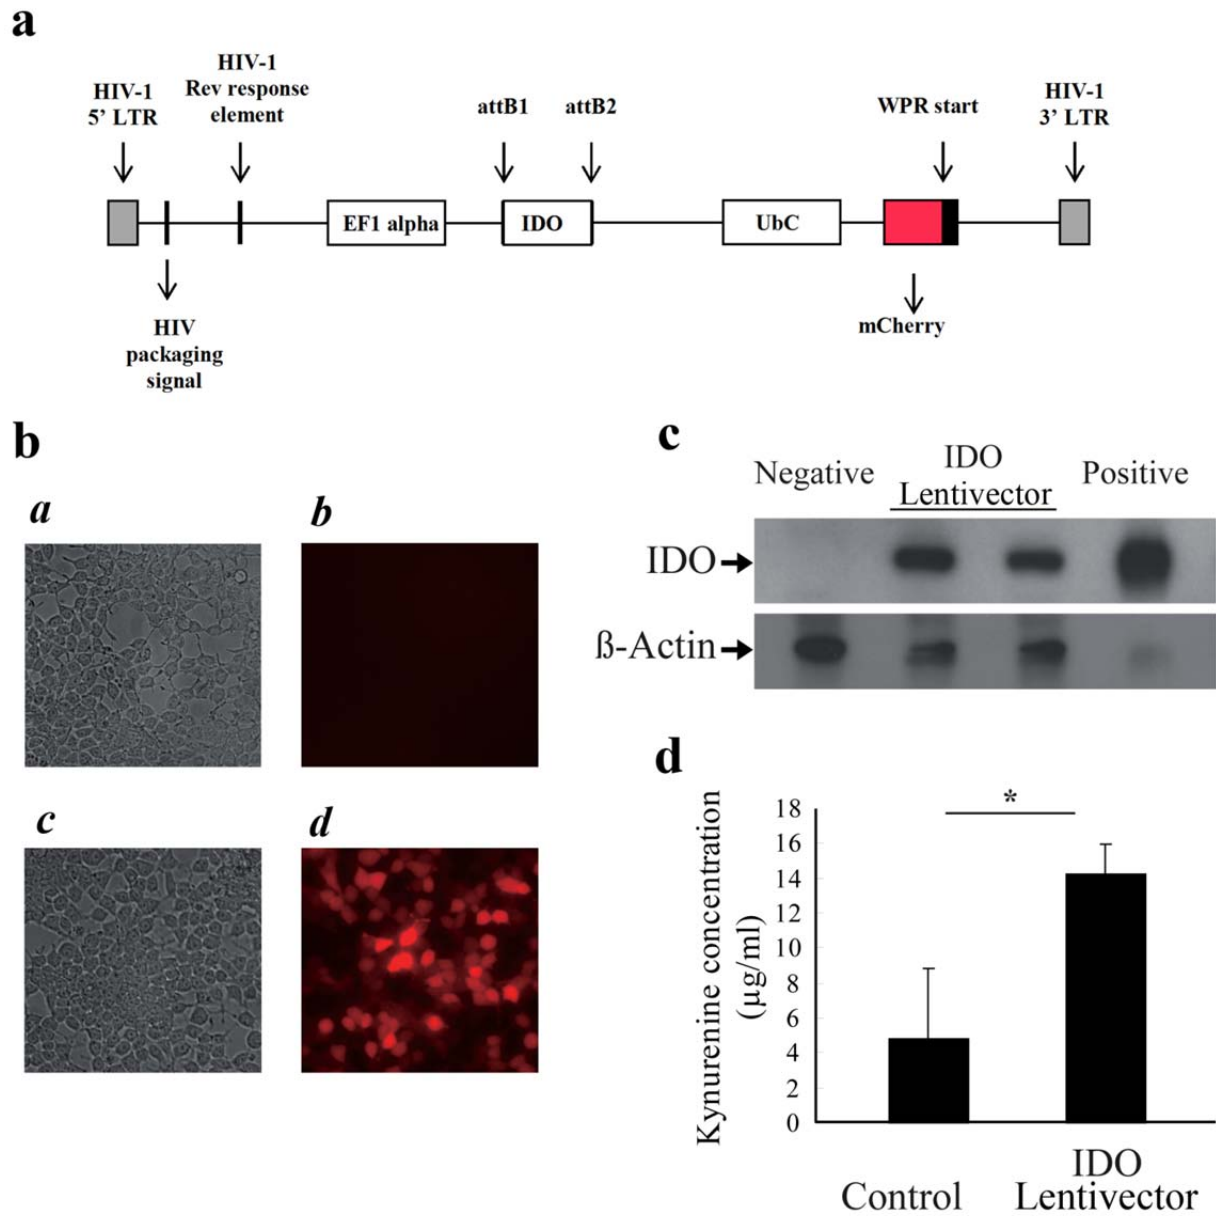 a
HIV-1
5’ LTR
HIV-1
Rev response
element
attB1
attB2
WPR start
HIV-1
3’ LTR
EF1 alpha
IDO
UbC
HIV
packaging
signal
mCherry
b
a
b
c
d
c
Negative
IDO
Lentivector
Positive
IDO
ß-Actin
d
Kynurenine concentration
(µg/ml)
18
16
14
12
10
8
6
4
2
0
*
Control
IDO
Lentivector